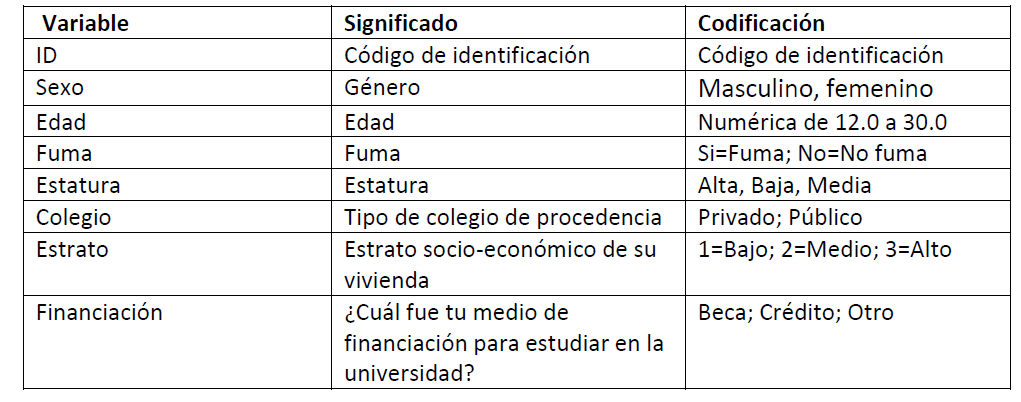 Variable Significado Codificación
ID Código de identificación Código de identificación
Sexo Género Masculino, femenino
Edad Edad Numérica de 12.0 a 30.0
Fuma Fuma Si=Fuma; No=No fuma
Estatura Estatura Alta, Baja, Media
Colegio Tipo de colegio de procedencia Privado; Público
Estrato Estrato socio-económico de su 1=Bajo; 2=Medio; 3=Alto
vivienda
Financiación ¿Cuál fue tu medio de Beca; Crédito; Otro
financiación para estudiar en la
universidad?